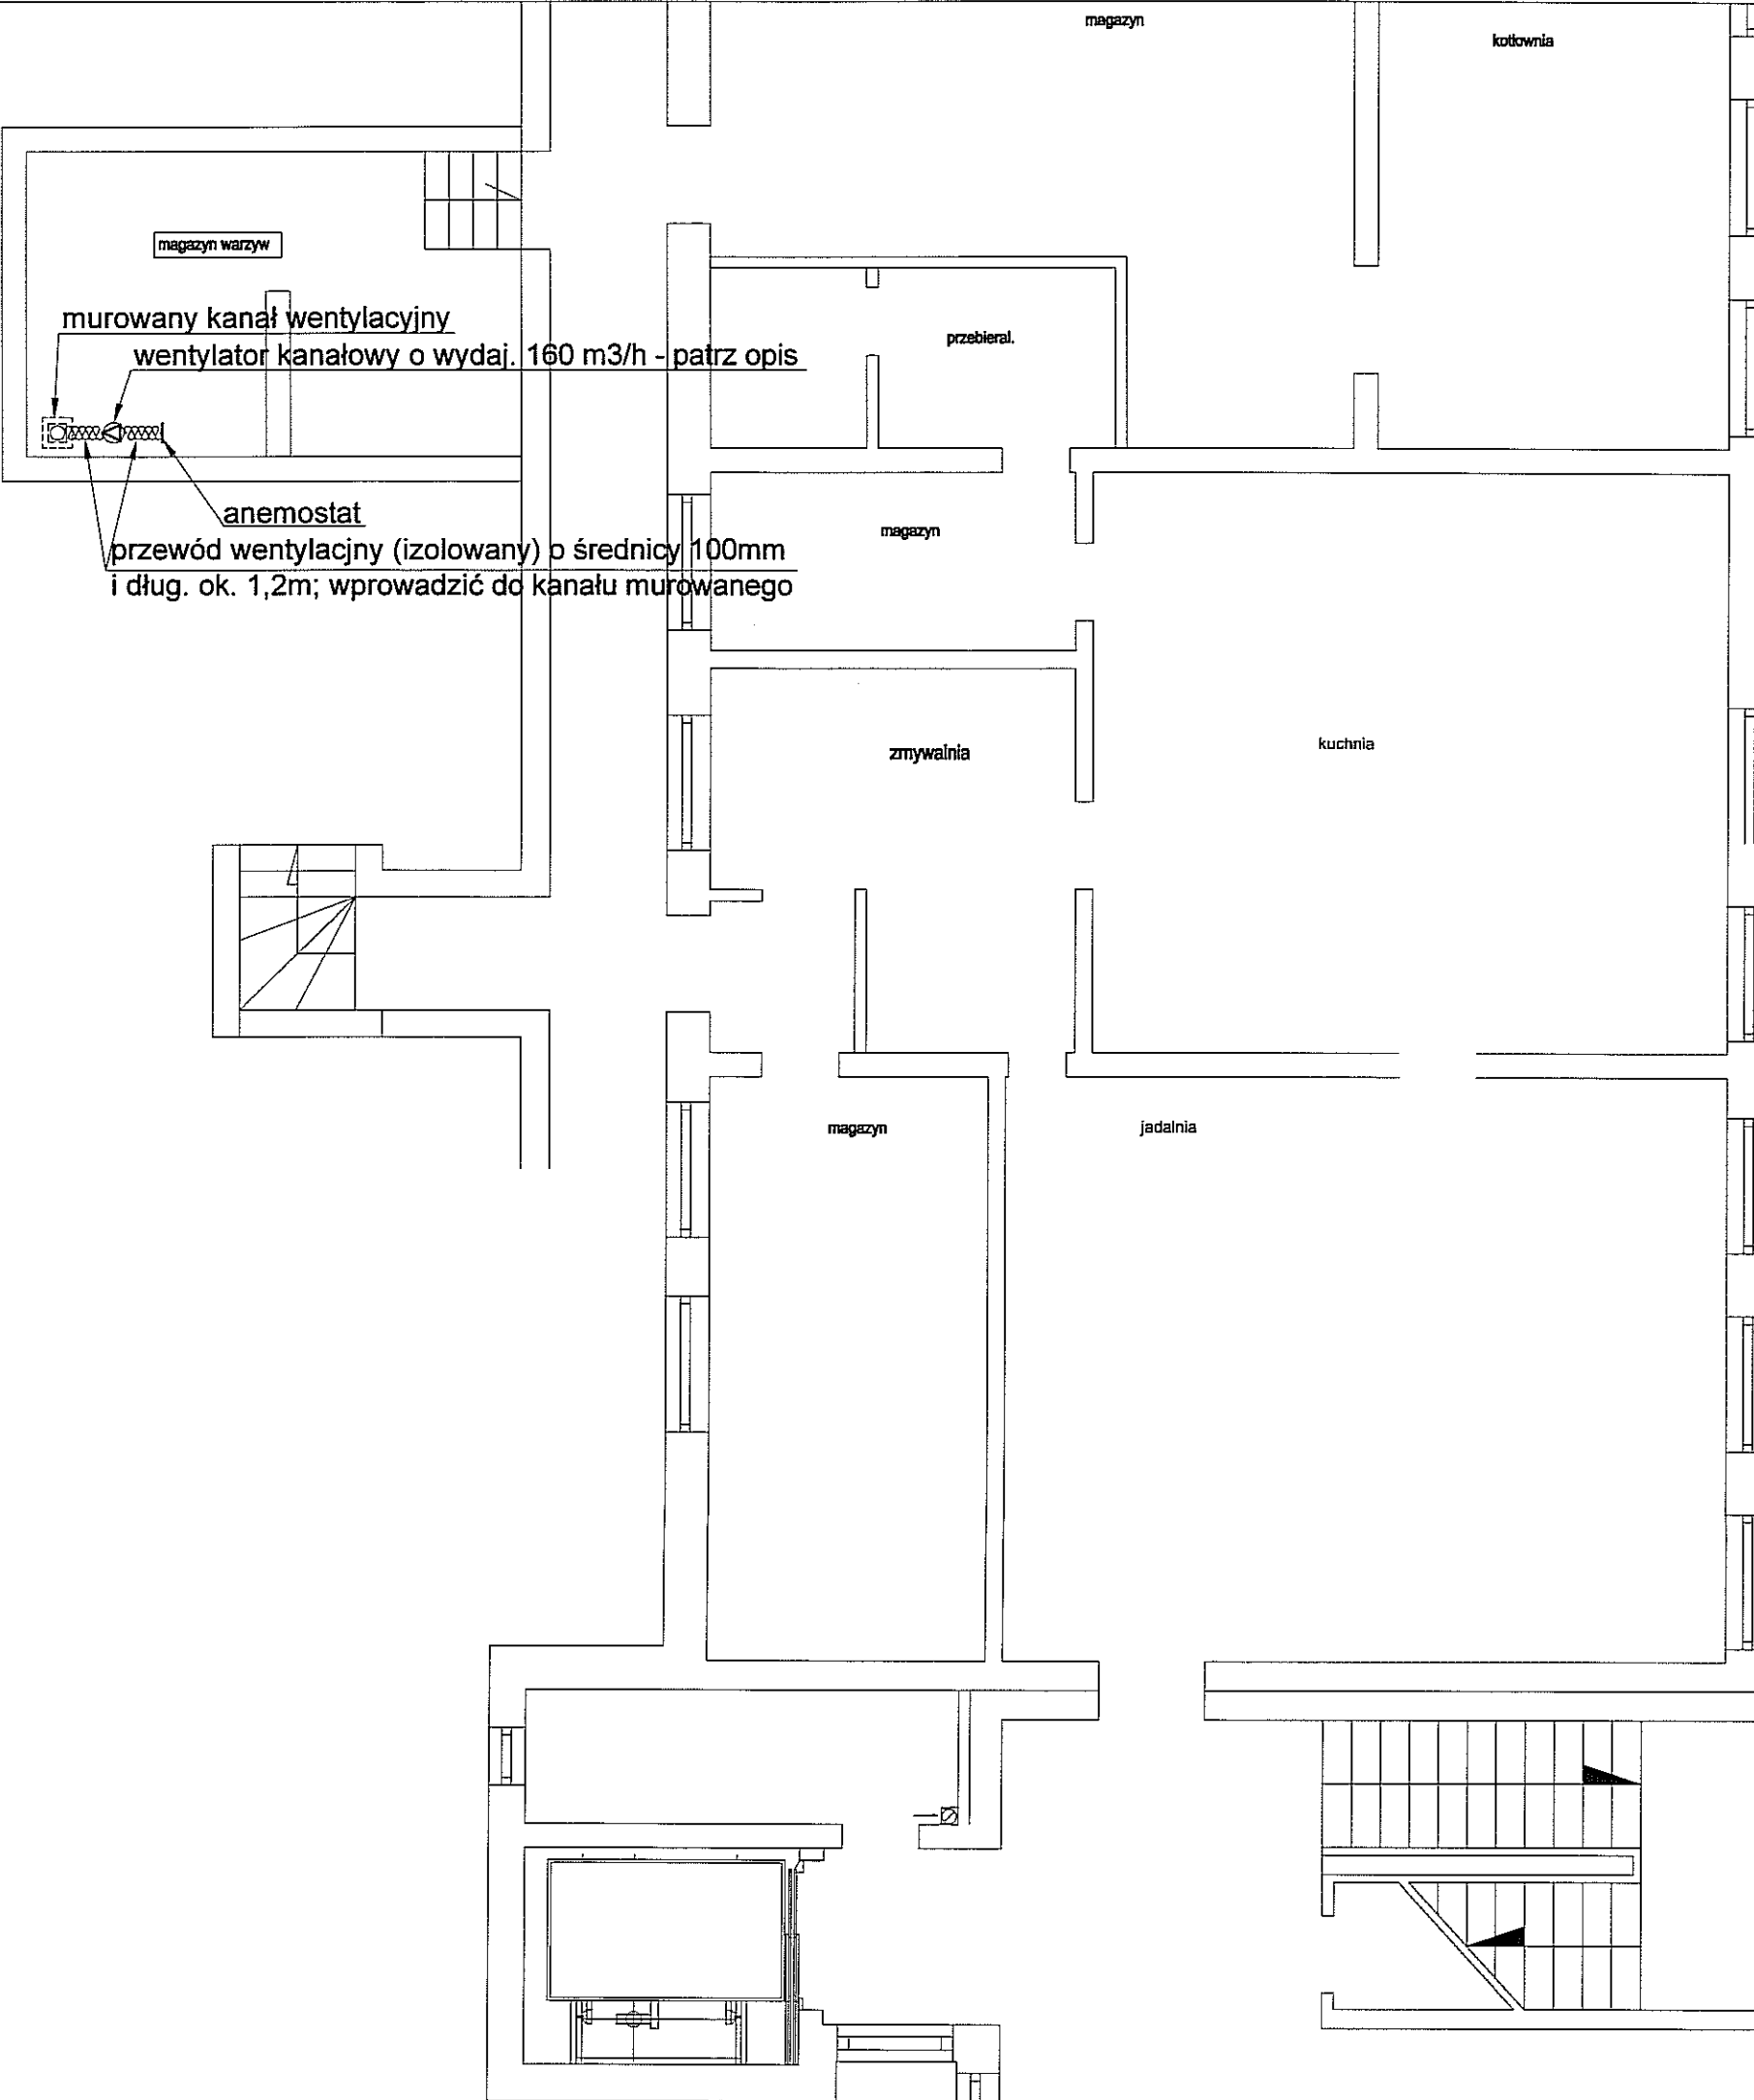 magazyn
kotłownia
magazyn warzyw
murowany kanał wentylacyjny
przebieral.
wentylator kanałowy o wydaj. 160 m3/h - patrz opis
anemostat
magazyn
przewód wentylacjny (izolowany) o średnicy 100mm
i dług. ok. 1,2m; wprowadzić do kanału murowanego
zmywalnia
kuchnia
magazyn
jadalnia